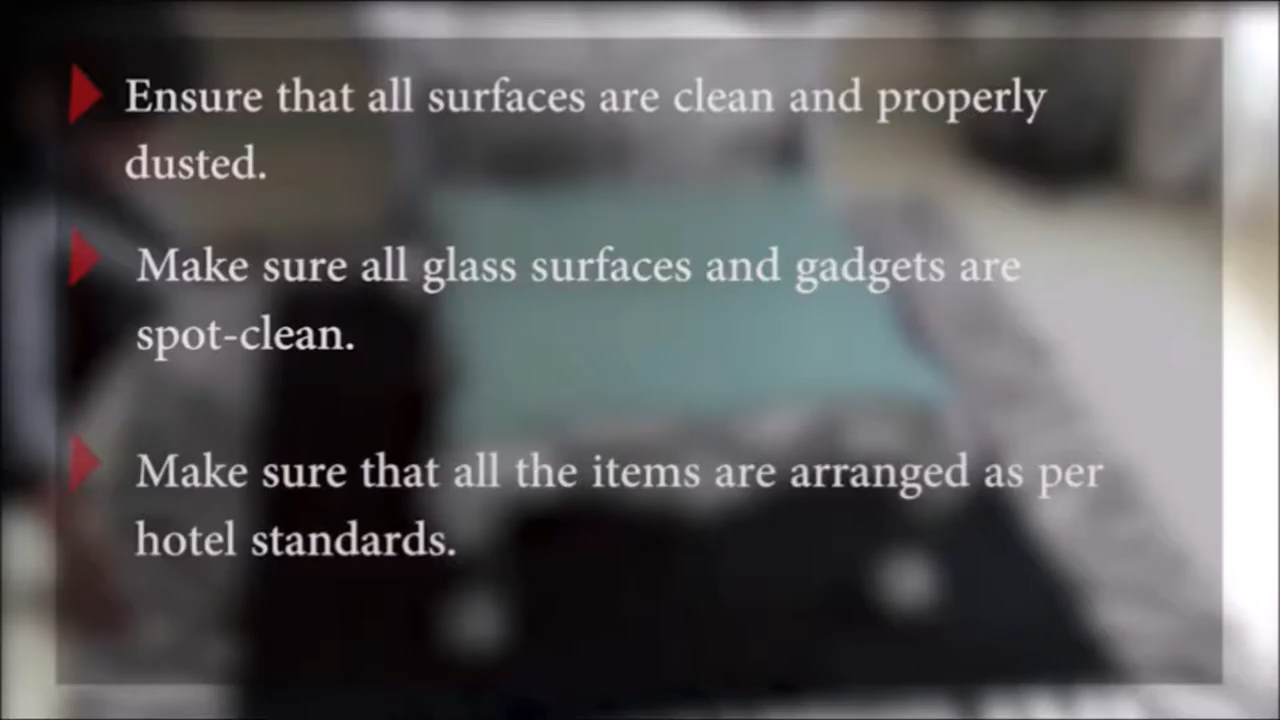 Ensure that all surfaces are clean and properly
dusted.
Make sure all glass surfaces and gadgets are
spot-clean.
Make sure that all the items are arranged as per
hotel standards.